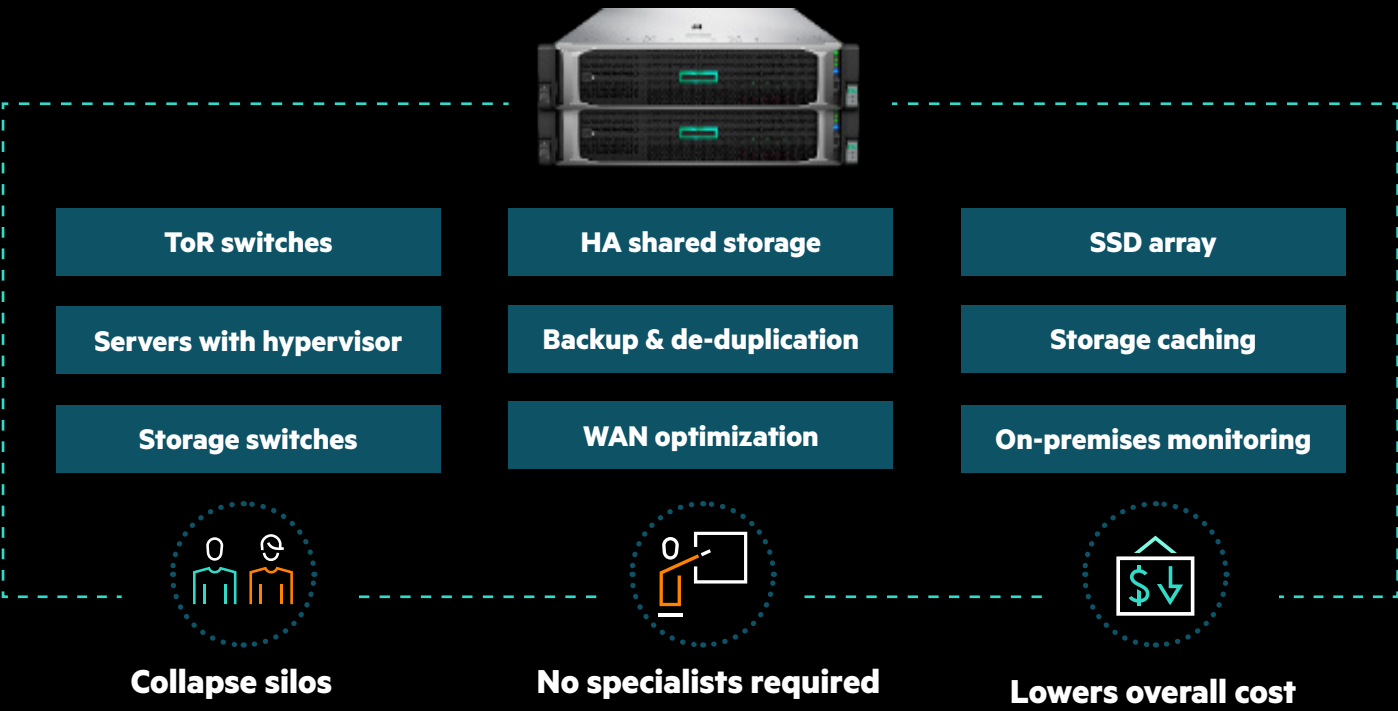 ToR switches
HA shared storage
SSD array
Servers with hypervisor
Backup & de-duplication
Storage caching
Storage switches
WAN optimization
On-premises monitoring
$
Collapse silos
No specialists required
Lowers overall cost